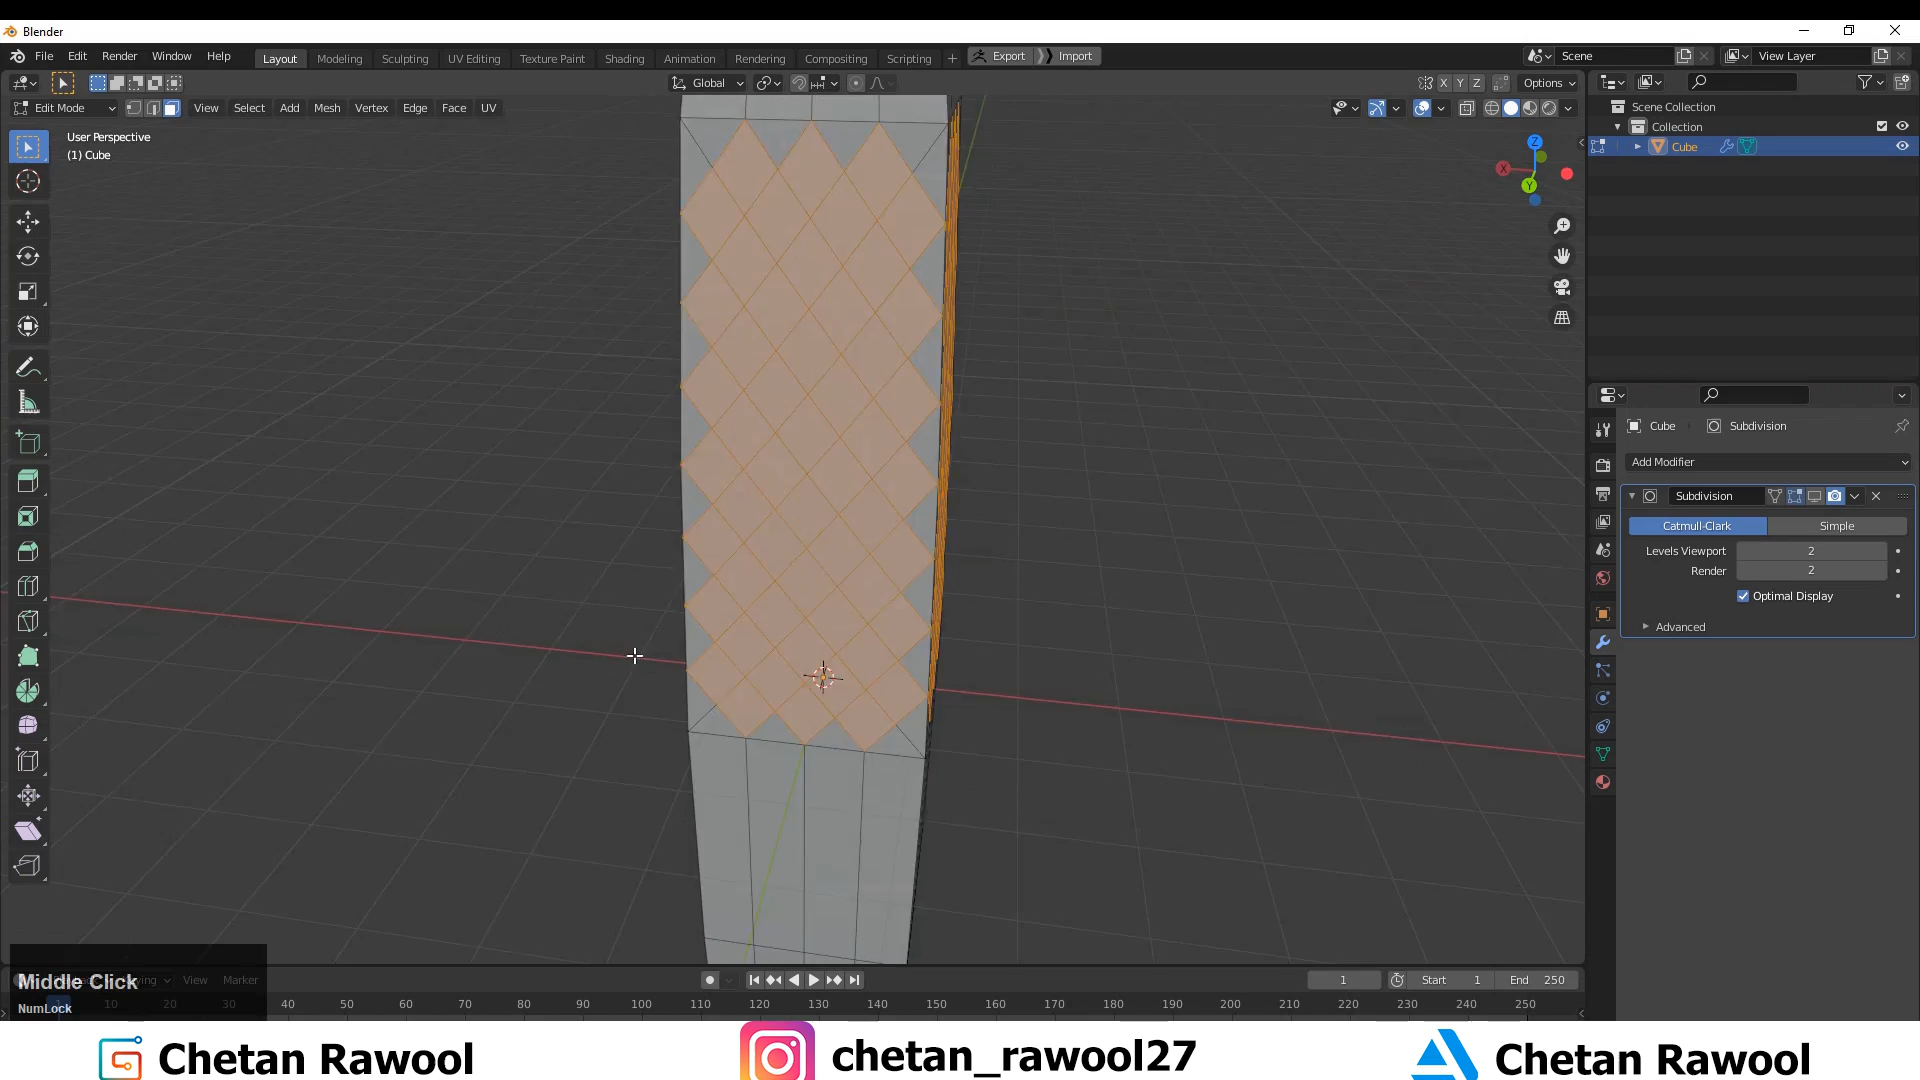 Blender
File Edit Render Window Help Layout Modeling Sculpting UV Editing Texture Paint Shading Animation Rendering Compositing Scripting + Export Import Scene View Layer
Global X Y Z Options
Edit Mode View Select Add Mesh Vertex Edge Face UV
User Perspective
(1) Cube
Z
X
Y
Scene Collection
Collection
Cube
Cube Subdivision
Add Modifier
Subdivision
Catmull-Clark Simple
Levels Viewport 2
Render 2
Optimal Display
Advanced
Middle Click
NumLock
View Marker
1 Start 1 End 250
10 20 30 40 50 60 70 80 90 100 110 120 130 140 150 160 170 180 190 200 210 220 230 240 250
Chetan Rawool chetan_rawool27 Chetan Rawool